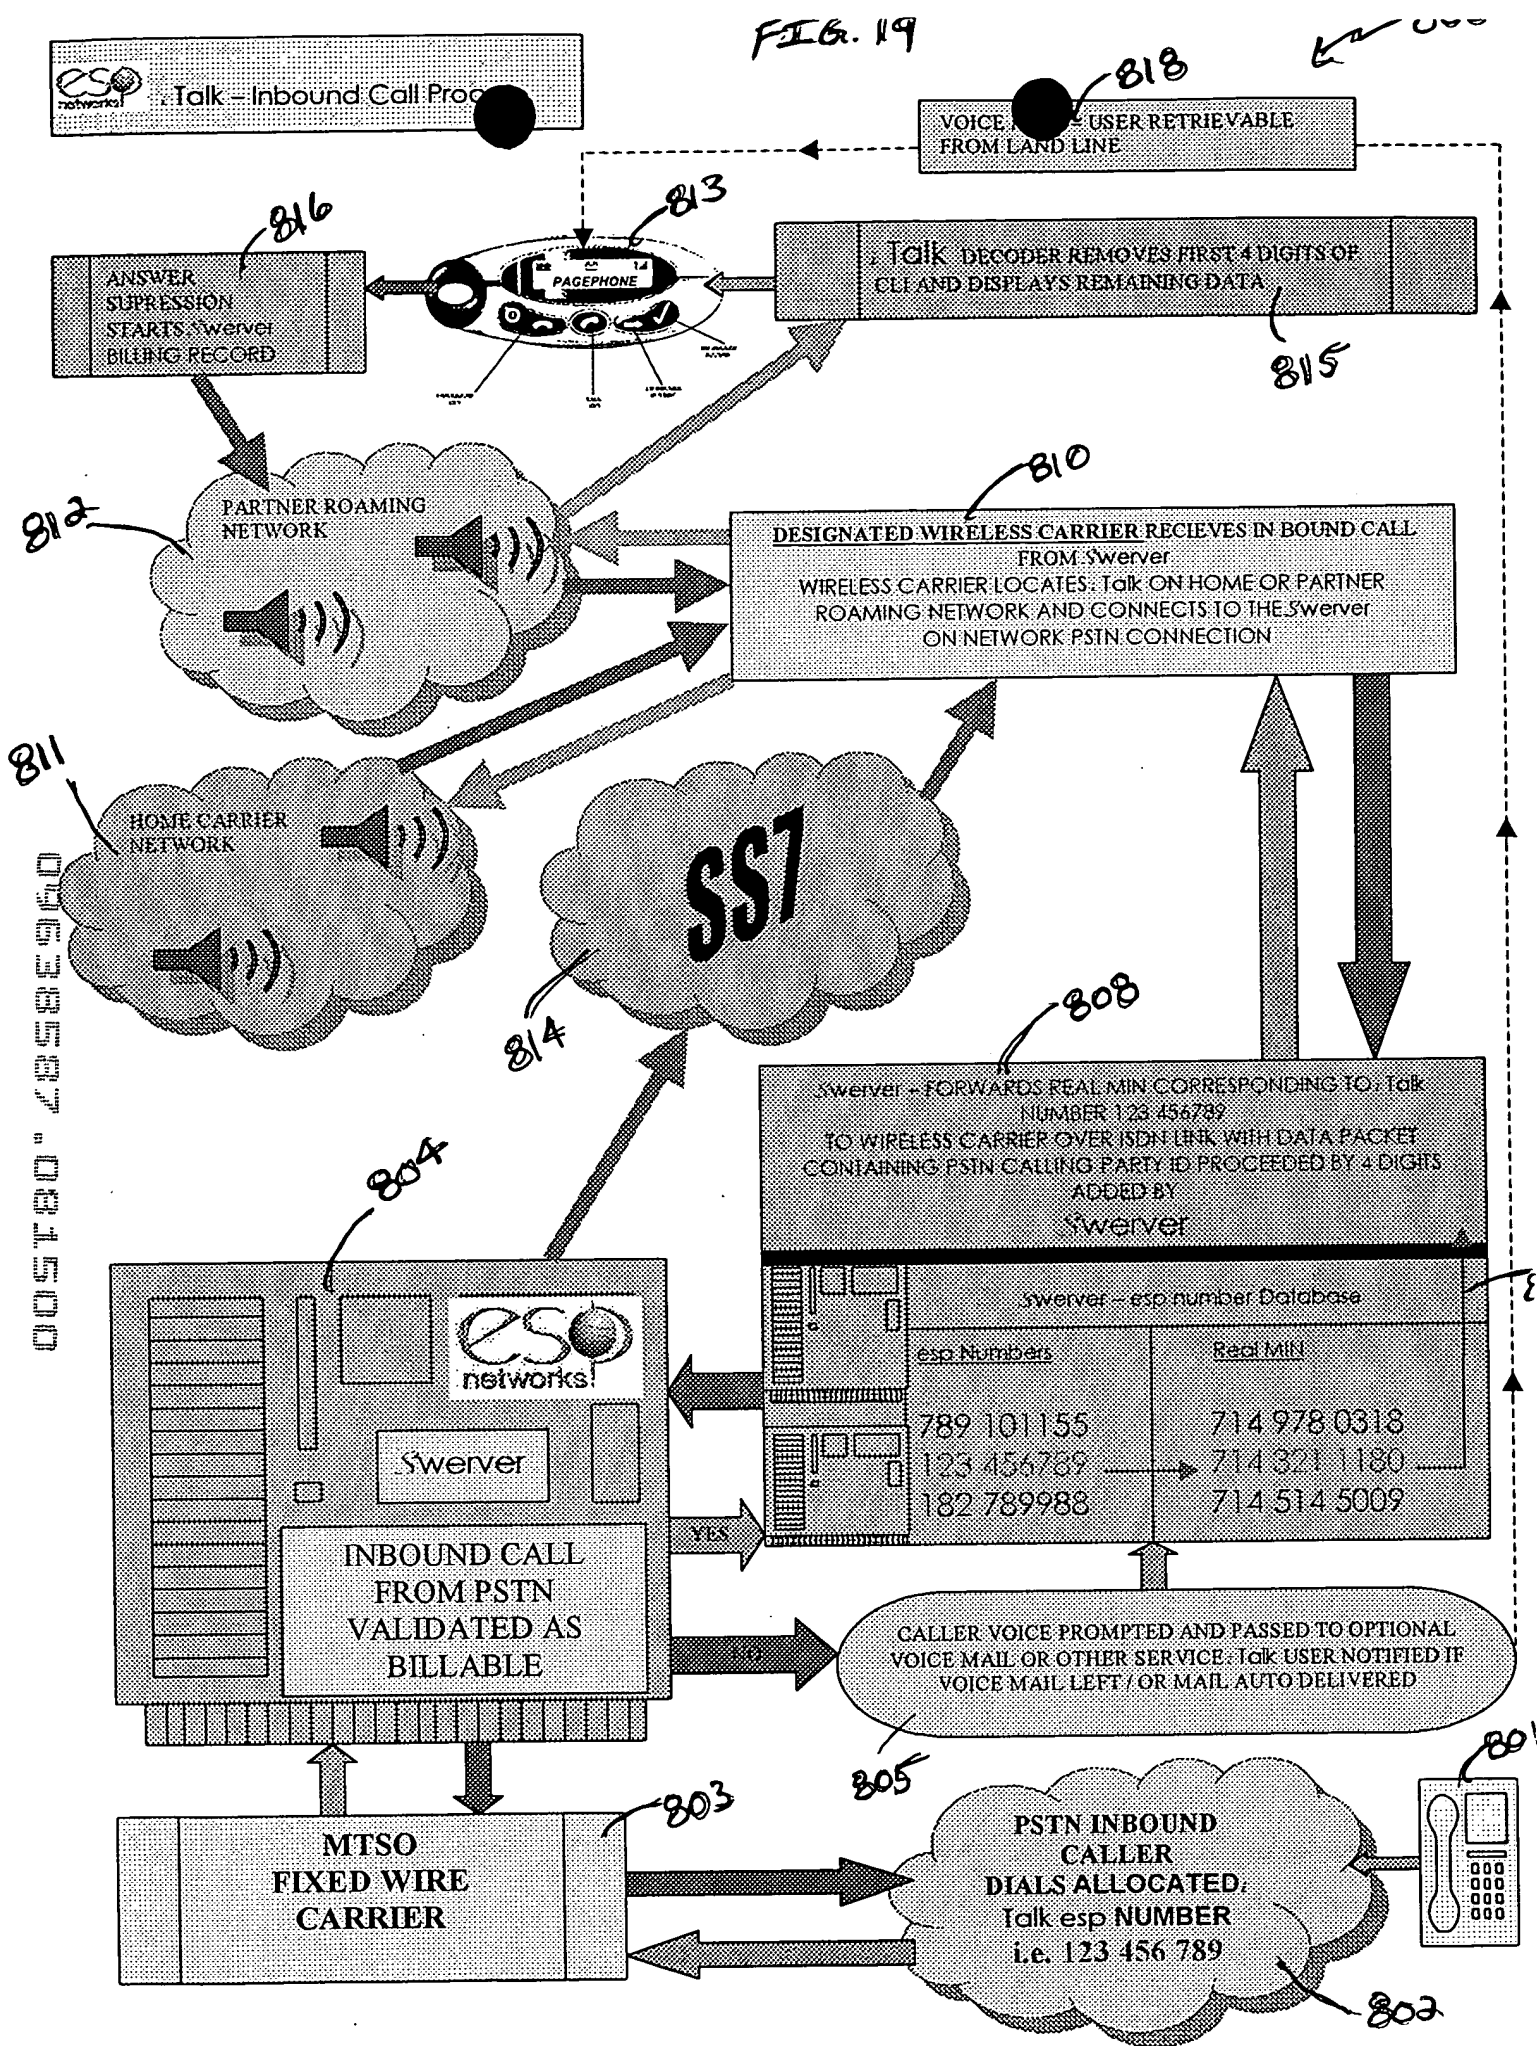 FIG. 19
esp
networks!
Talk – Inbound Call
818
VOICE USER RETRIEVABLE
FROM LAND LINE
816
813
ANSWER
SUPRESSION
STARTS Swerver
BILLING RECORD
PAGEPHONE
Talk DECODER REMOVES FIRST 4 DIGITS OF
CLI AND DISPLAYS REMAINING DATA
815
810
812
PARTNER ROAMING
NETWORK
DESIGNATED WIRELESS CARRIER RECIEVES IN BOUND CALL
FROM Swerver
WIRELESS CARRIER LOCATES Talk ON HOME OR PARTNER
ROAMING NETWORK AND CONNECTS TO THE Swerver
ON NETWORK PSTN CONNECTION
811
HOME CARRIER
NETWORK
SS7
814
808
09638587.081500
Swerver – FORWARDS REAL MIN CORRESPONDING TO Talk
NUMBER 123 456789
TO WIRELESS CARRIER OVER ISDN LINK WITH DATA PACKET
CONTAINING PSTN CALLING PARTY ID PROCEEDED BY 4 DIGITS
ADDED BY
Swerver
804
esp
networks!
Swerver – esp number Database
esp Numbers Real MIN
789 101155 714 978 0318
123 456789 714 321 1180
182 789988 714 514 5009
Swerver
YES
INBOUND CALL
FROM PSTN
VALIDATED AS
BILLABLE
CALLER VOICE PROMPTED AND PASSED TO OPTIONAL
VOICE MAIL OR OTHER SERVICE. Talk USER NOTIFIED IF
VOICE MAIL LEFT / OR MAIL AUTO DELIVERED
805
801
803
MTSO
FIXED WIRE
CARRIER
PSTN INBOUND
CALLER
DIALS ALLOCATED
Talk esp NUMBER
i.e. 123 456 789
802